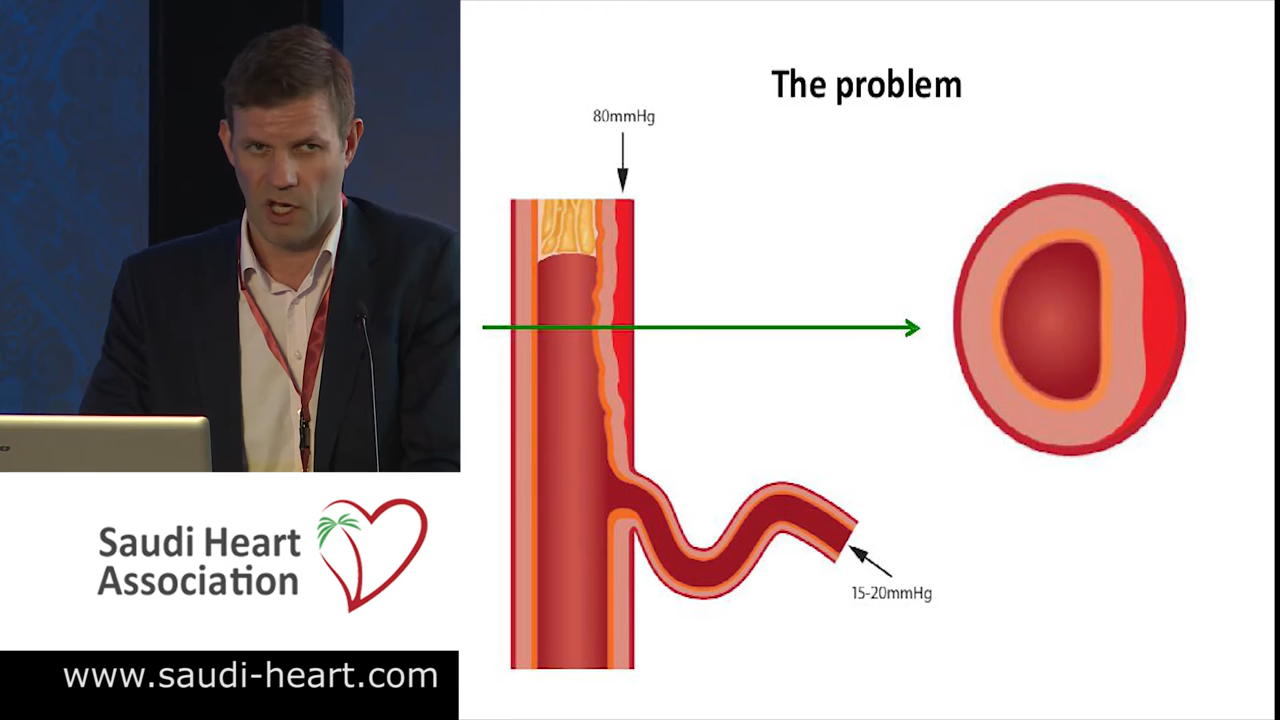 The problem
80mmHg
15-20mmHg
Saudi Heart
Association
www.saudi-heart.com